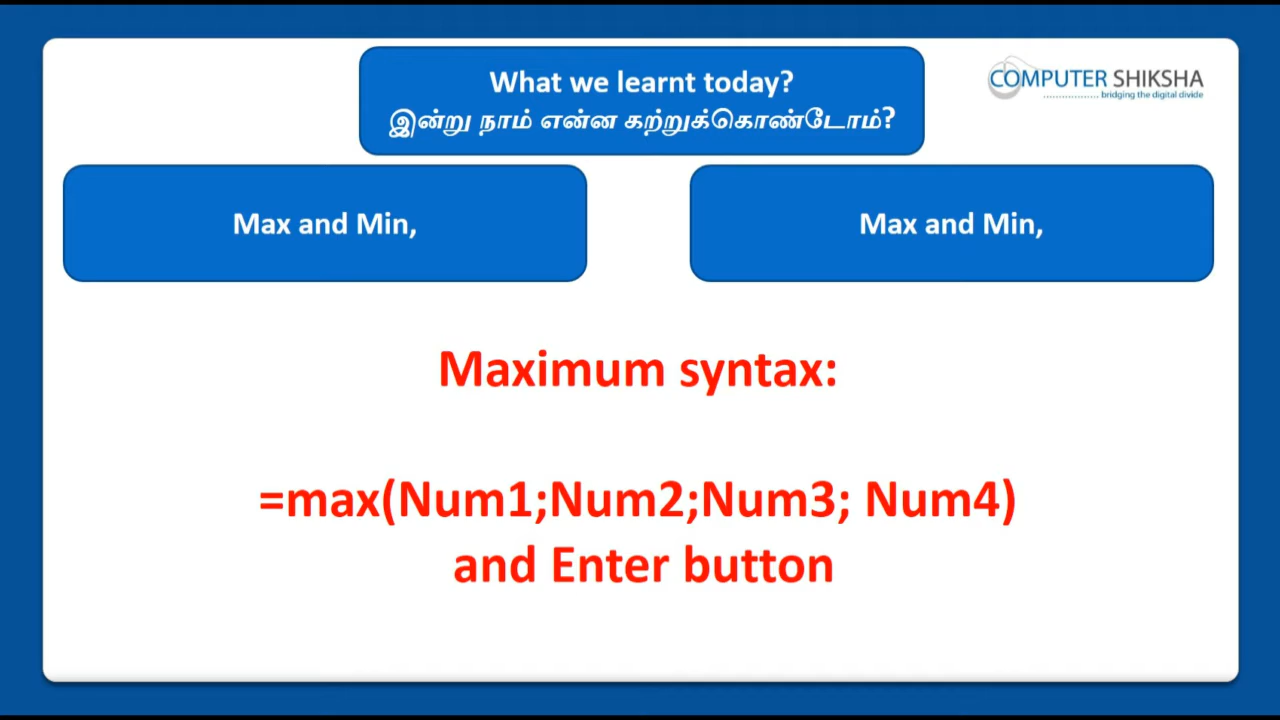 What we learnt today?
இன்று நாம் என்ன கற்றுக்கொண்டோம்?
COMPUTER SHIKSHA
.................. bridging the digital divide
Max and Min,
Max and Min,
Maximum syntax:
=max(Num1;Num2;Num3; Num4)
and Enter button